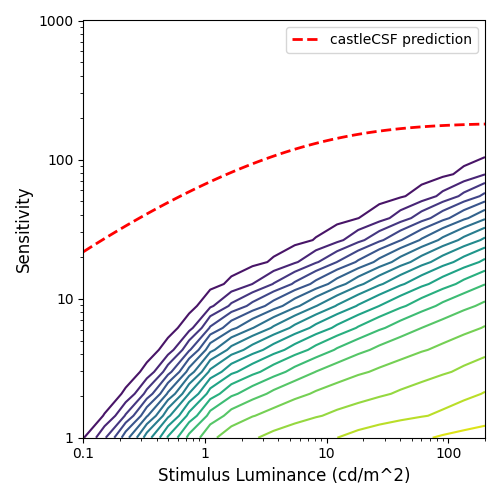 1000
castleCSF prediction
100
Sensitivity
10
1
0.1 1 10 100
Stimulus Luminance (cd/m^2)